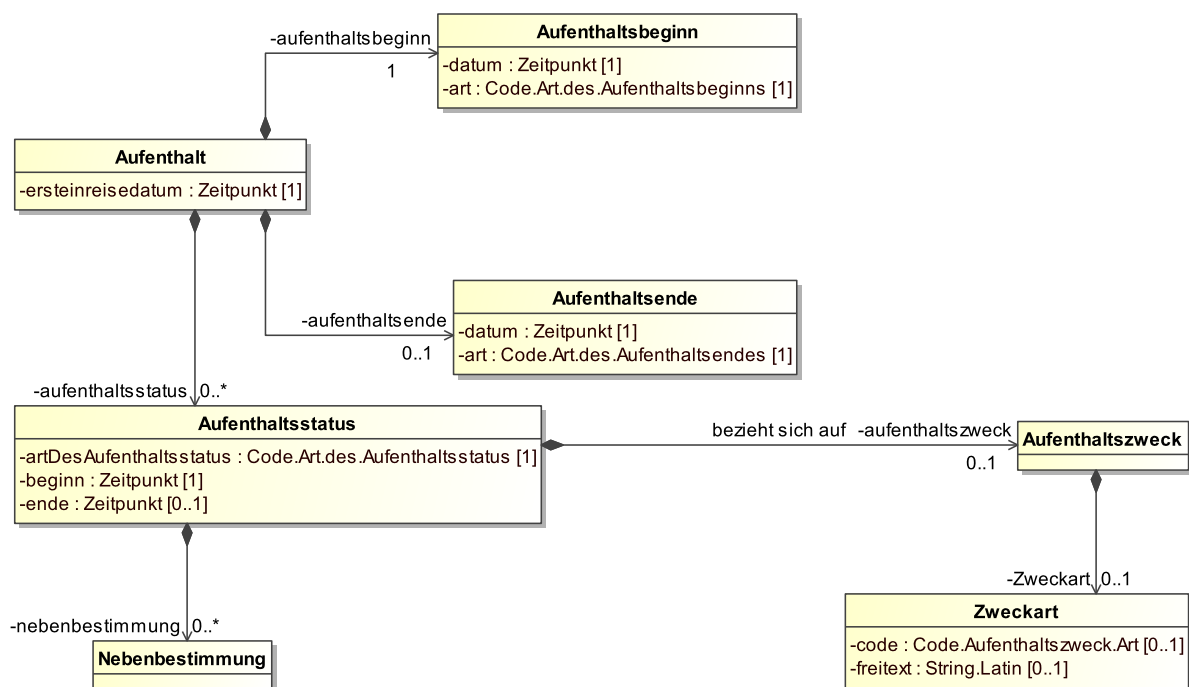 -aufenthaltsbeginn
1
Aufenthaltsbeginn
-datum : Zeitpunkt [1]
-art : Code.Art.des.Aufenthaltsbeginns [1]
Aufenthalt
-ersteinreisedatum : Zeitpunkt [1]
-aufenthaltsende
0..1
Aufenthaltsende
-datum : Zeitpunkt [1]
-art : Code.Art.des.Aufenthaltsendes [1]
-aufenthaltsstatus 0..*
Aufenthaltsstatus
-artDesAufenthaltsstatus : Code.Art.des.Aufenthaltsstatus [1]
-beginn : Zeitpunkt [1]
-ende : Zeitpunkt [0..1]
bezieht sich auf -aufenthaltszweck
0..1
Aufenthaltszweck
-Zweckart 0..1
Zweckart
-code : Code.Aufenthaltszweck.Art [0..1]
-freitext : String.Latin [0..1]
-nebenbestimmung 0..*
Nebenbestimmung